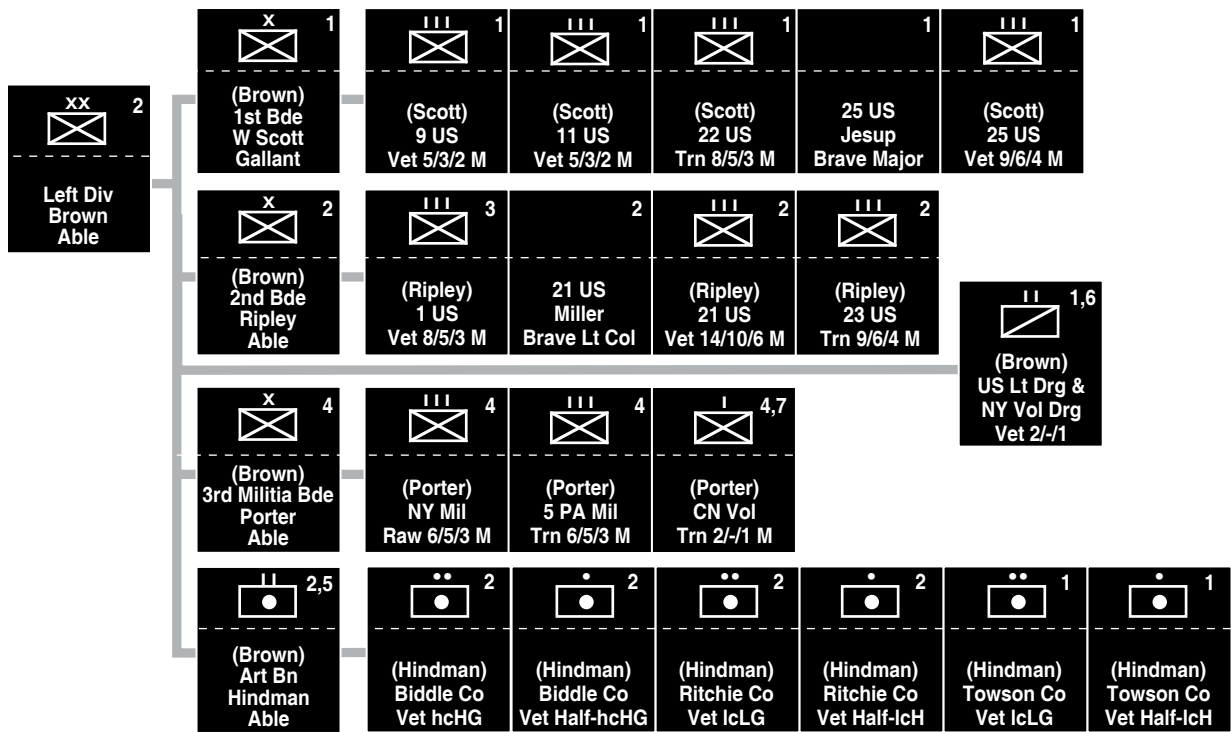 XX 2
Left Div
Brown
Able
X 1
(Brown)
1st Bde
W Scott
Gallant
III 1
(Scott)
9 US
Vet 5/3/2 M
III 1
(Scott)
11 US
Vet 5/3/2 M
III 1
(Scott)
22 US
Trn 8/5/3 M
1
25 US
Jesup
Brave Major
III 1
(Scott)
25 US
Vet 9/6/4 M
X 2
(Brown)
2nd Bde
Ripley
Able
III 3
(Ripley)
1 US
Vet 8/5/3 M
2
21 US
Miller
Brave Lt Col
III 2
(Ripley)
21 US
Vet 14/10/6 M
III 2
(Ripley)
23 US
Trn 9/6/4 M
II 1,6
(Brown)
US Lt Drg &
NY Vol Drg
Vet 2/-/1
X 4
(Brown)
3rd Militia Bde
Porter
Able
III 4
(Porter)
NY Mil
Raw 6/5/3 M
III 4
(Porter)
5 PA Mil
Trn 6/5/3 M
I 4,7
(Porter)
CN Vol
Trn 2/-/1 M
II 2,5
(Brown)
Art Bn
Hindman
Able
2
(Hindman)
Biddle Co
Vet hcHG
2
(Hindman)
Biddle Co
Vet Half-hcHG
2
(Hindman)
Ritchie Co
Vet lcLG
2
(Hindman)
Ritchie Co
Vet Half-lcH
1
(Hindman)
Towson Co
Vet lcLG
1
(Hindman)
Towson Co
Vet Half-lcH